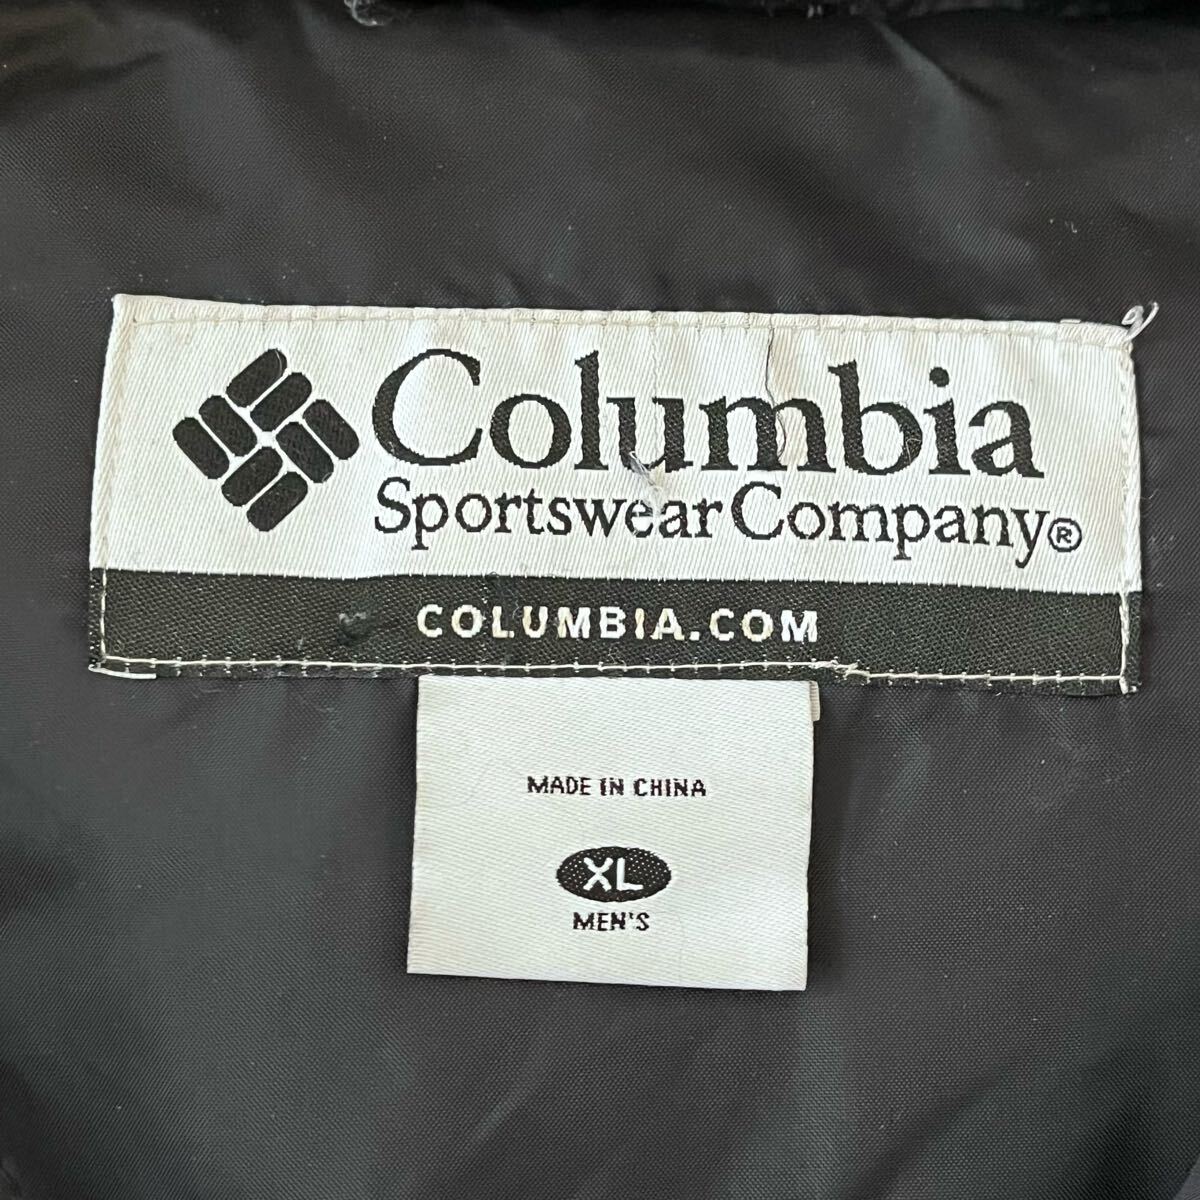 Columbia
Sportswear Company®
COLUMBIA.COM
MADE IN CHINA
XL
MEN'S